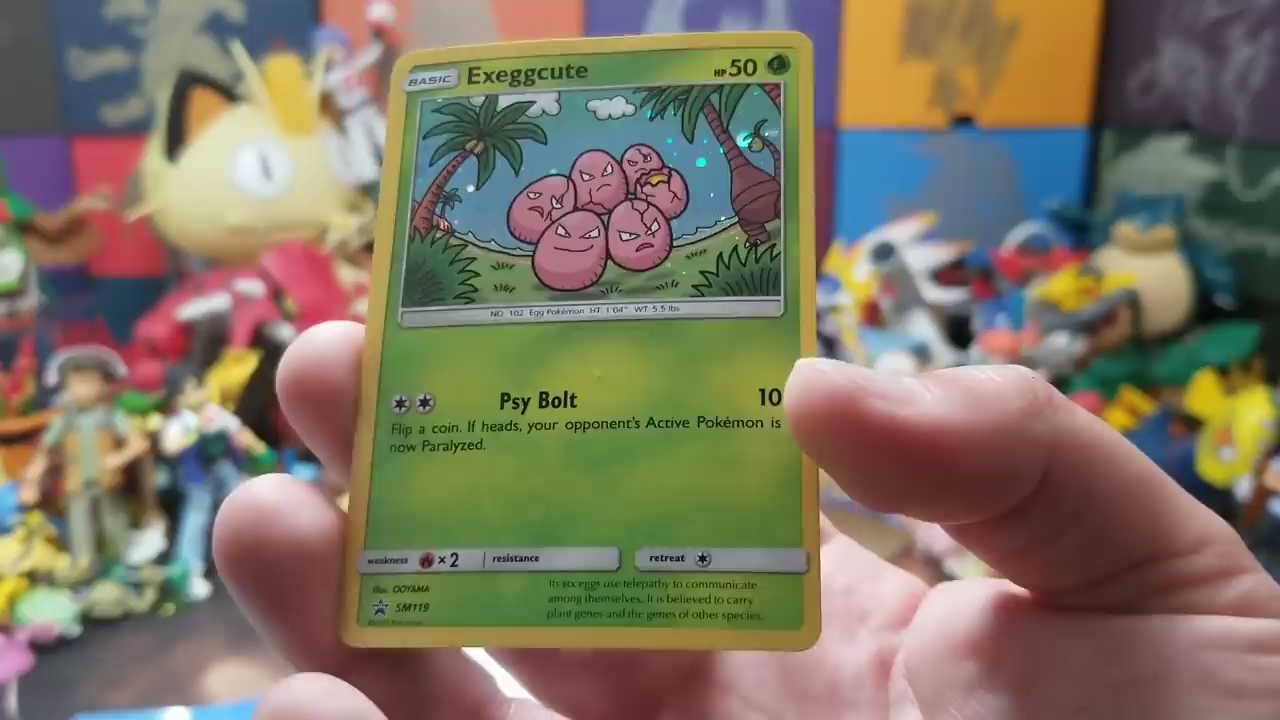 BASIC Exeggcute HP 50
NO. 102 Egg Pokémon HT 1'04" WT 5.5 lbs
Psy Bolt 10
Flip a coin. If heads, your opponent's Active Pokémon is
now Paralyzed.
weakness ×2 resistance retreat
Illus. OOYAMA
SM119
Its six eggs use telepathy to communicate
among themselves. It is believed to carry
plant genes and the genes of other species.